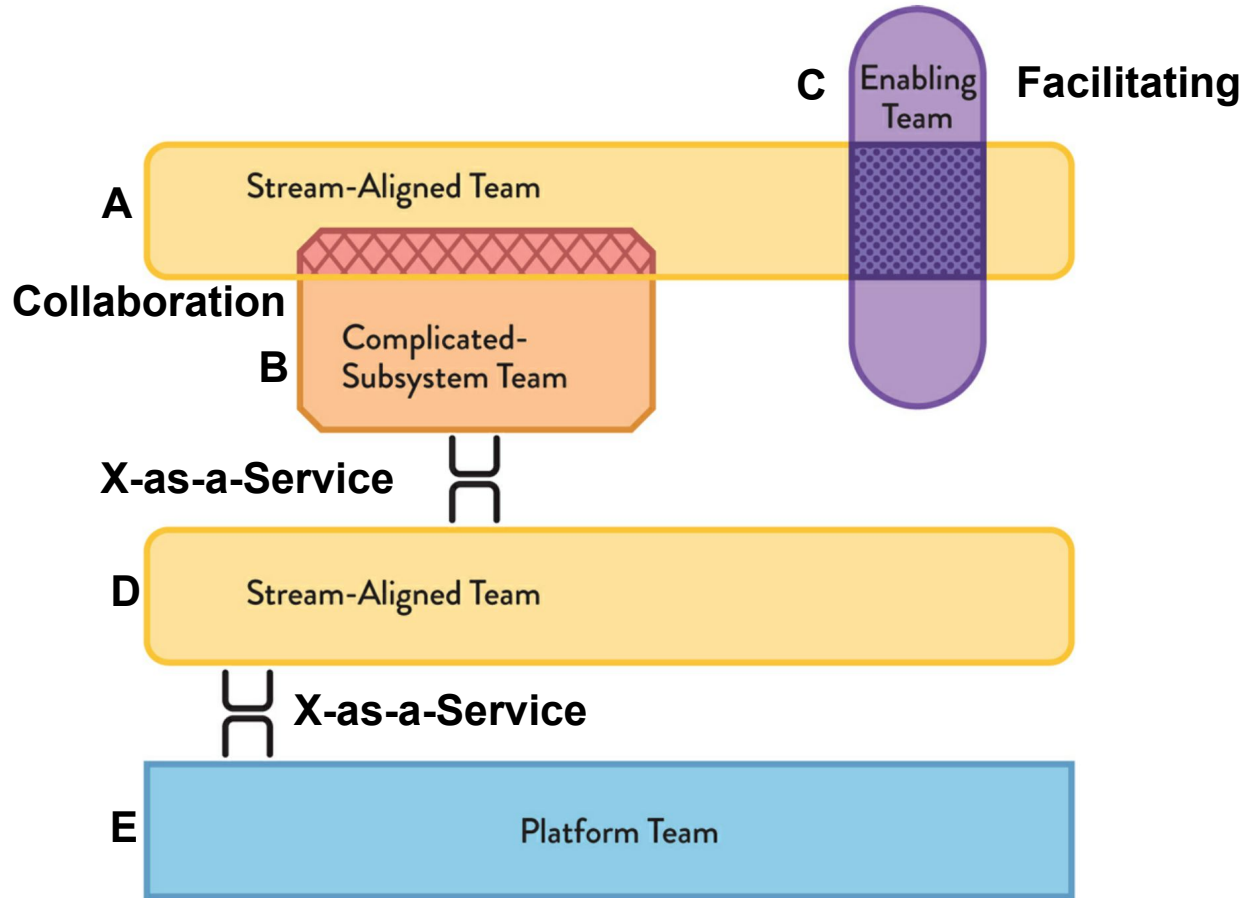 C
Enabling
Team
Facilitating
A
Stream-Aligned Team
Collaboration
B
Complicated-
Subsystem Team
X-as-a-Service
D
Stream-Aligned Team
X-as-a-Service
E
Platform Team